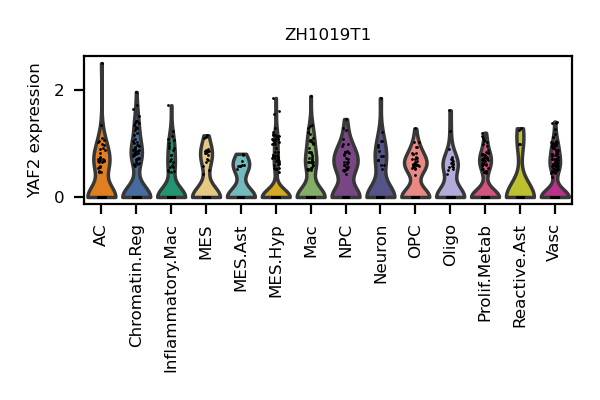 ZH1019T1
YAF2 expression
2
0
AC
Chromatin.Reg
Inflammatory.Mac
MES
MES.Ast
MES.Hyp
Mac
NPC
Neuron
OPC
Oligo
Prolif.Metab
Reactive.Ast
Vasc